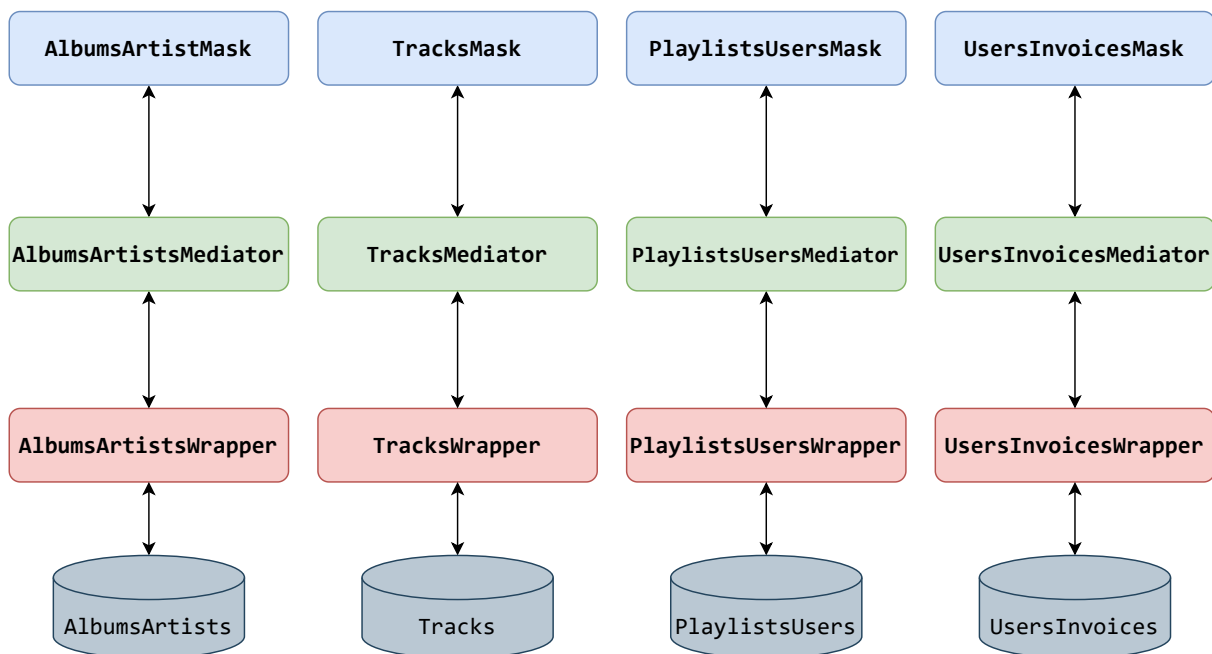 AlbumsArtistMask
TracksMask
PlaylistsUsersMask
UsersInvoicesMask
AlbumsArtistsMediator
TracksMediator
PlaylistsUsersMediator
UsersInvoicesMediator
AlbumsArtistsWrapper
TracksWrapper
PlaylistsUsersWrapper
UsersInvoicesWrapper
AlbumsArtists
Tracks
PlaylistsUsers
UsersInvoices